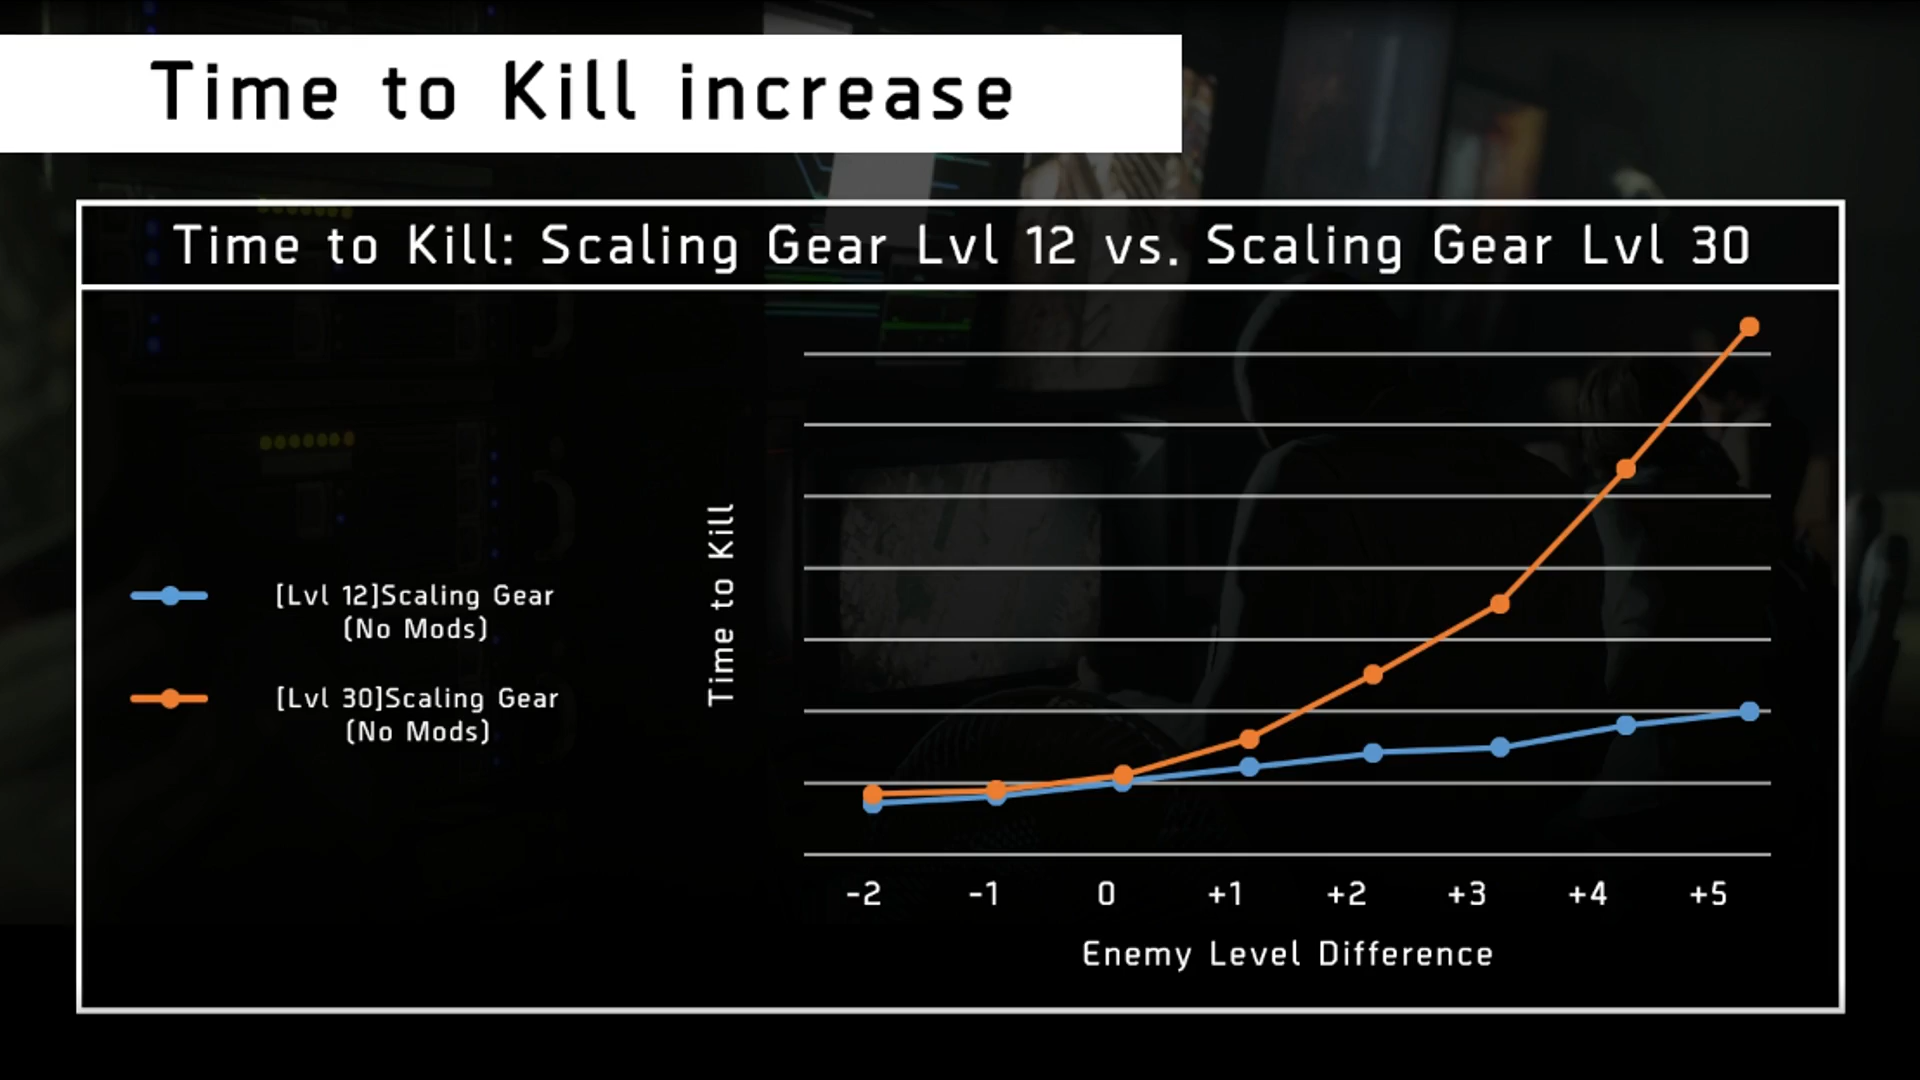 Time to Kill increase
Time to Kill: Scaling Gear Lvl 12 vs. Scaling Gear Lvl 30
[Lvl 12]Scaling Gear
(No Mods)
[Lvl 30]Scaling Gear
(No Mods)
Time to Kill
-2 -1 0 +1 +2 +3 +4 +5
Enemy Level Difference